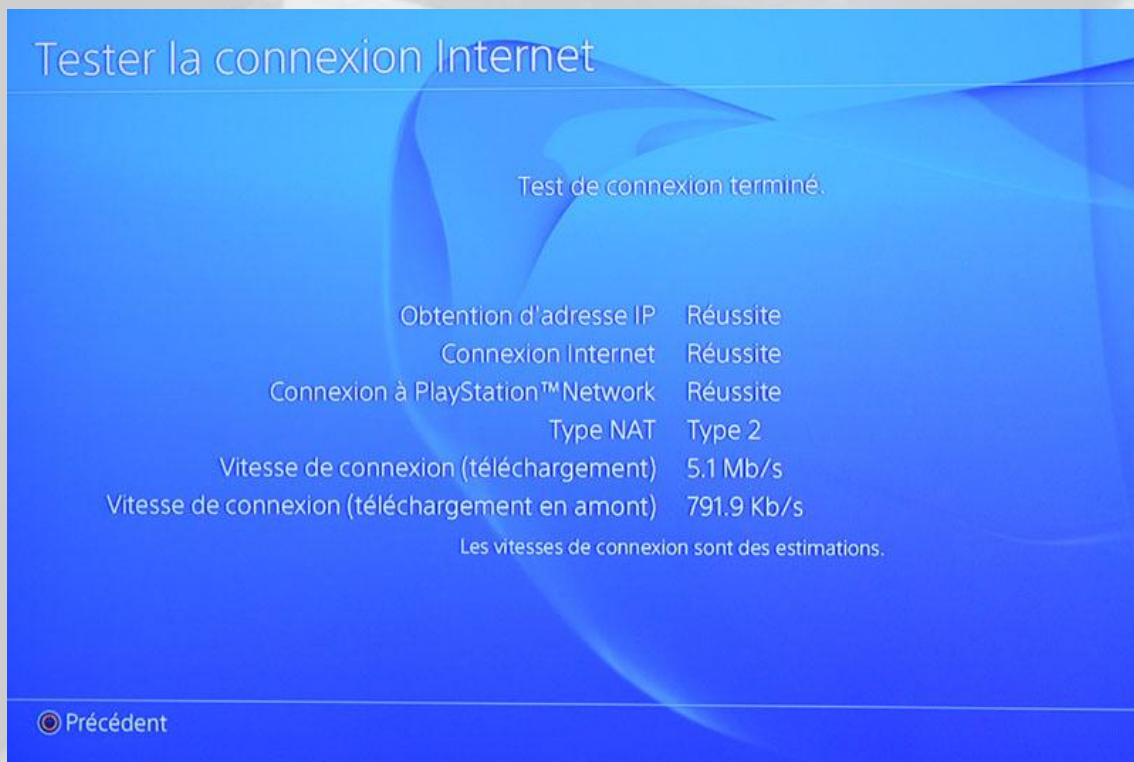 Tester la connexion Internet
Test de connexion terminé.
Obtention d'adresse IP Réussite
Connexion Internet Réussite
Connexion à PlayStation™Network Réussite
Type NAT Type 2
Vitesse de connexion (téléchargement) 5.1 Mb/s
Vitesse de connexion (téléchargement en amont) 791.9 Kb/s
Les vitesses de connexion sont des estimations.
Précédent